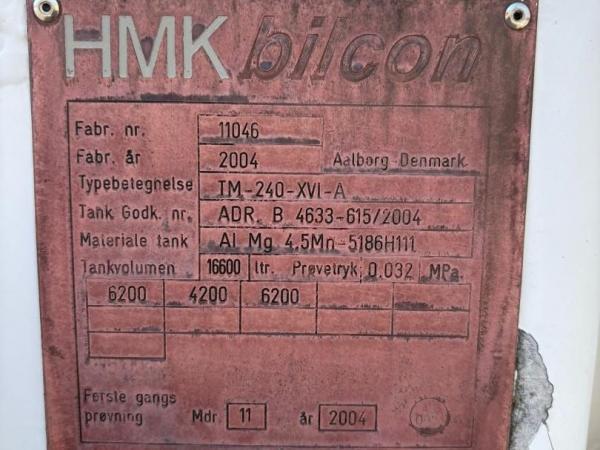 HMK bilcon
Fabr. nr. 11046
Fabr. år 2004 Aalborg Denmark
Typebetegnelse TM-240-XVI-A
Tank Godk. nr. ADR. B 4633-615/2004
Materiale tank Al Mg 4,5Mn-5186H111
Tankvolumen 16600 ltr. Prøvetryk 0.032 MPa.
6200 4200 6200
Første gangs
prøvning Mdr. 11 år 2004